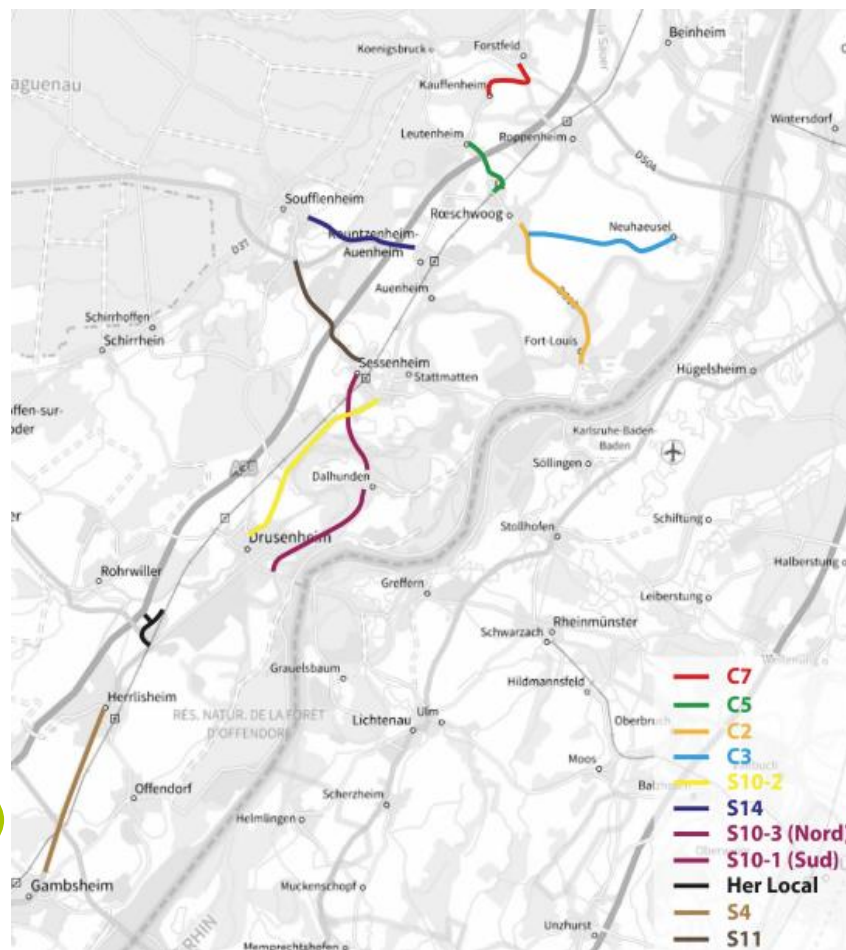 Forstfeld
Beinheim
Koenigsbruck
la Sauer
aguenau
Kauffenheim
Wintersdorf
Leutenheim
Roppenheim
D504
Soufflenheim
Rœschwoog
Neuhaeusel
Rountzenheim-
Auenheim
D37
Auenheim
Schirrhoffen
Schirrhein
Fort-Louis
Sessenheim
Stattmatten
Hügelsheim
ffen-sur-
oder
Karlsruhe-Baden-
Baden
Söllingen
A35
Dalhunden
Schiftung
Stollhofen
Drusenheim
Halberstung
Rohrwiller
Greffern
Leiberstung
Rheinmünster
Schwarzach
Grauelsbaum
Hildmannsfeld
Herrlisheim
RÉS. NATUR. DE LA FORÊT
D'OFFENDORF
Lichtenau
Ulm
Oberbruch
Moos
Offendorf
Scherzheim
Helmlingen
Gambsheim
Muckenschopf
Unzhurst
RHIN
Memprechtshofen
C7
C5
C2
C3
S10-2
S14
S10-3 (Nord)
S10-1 (Sud)
Her Local
S4
S11